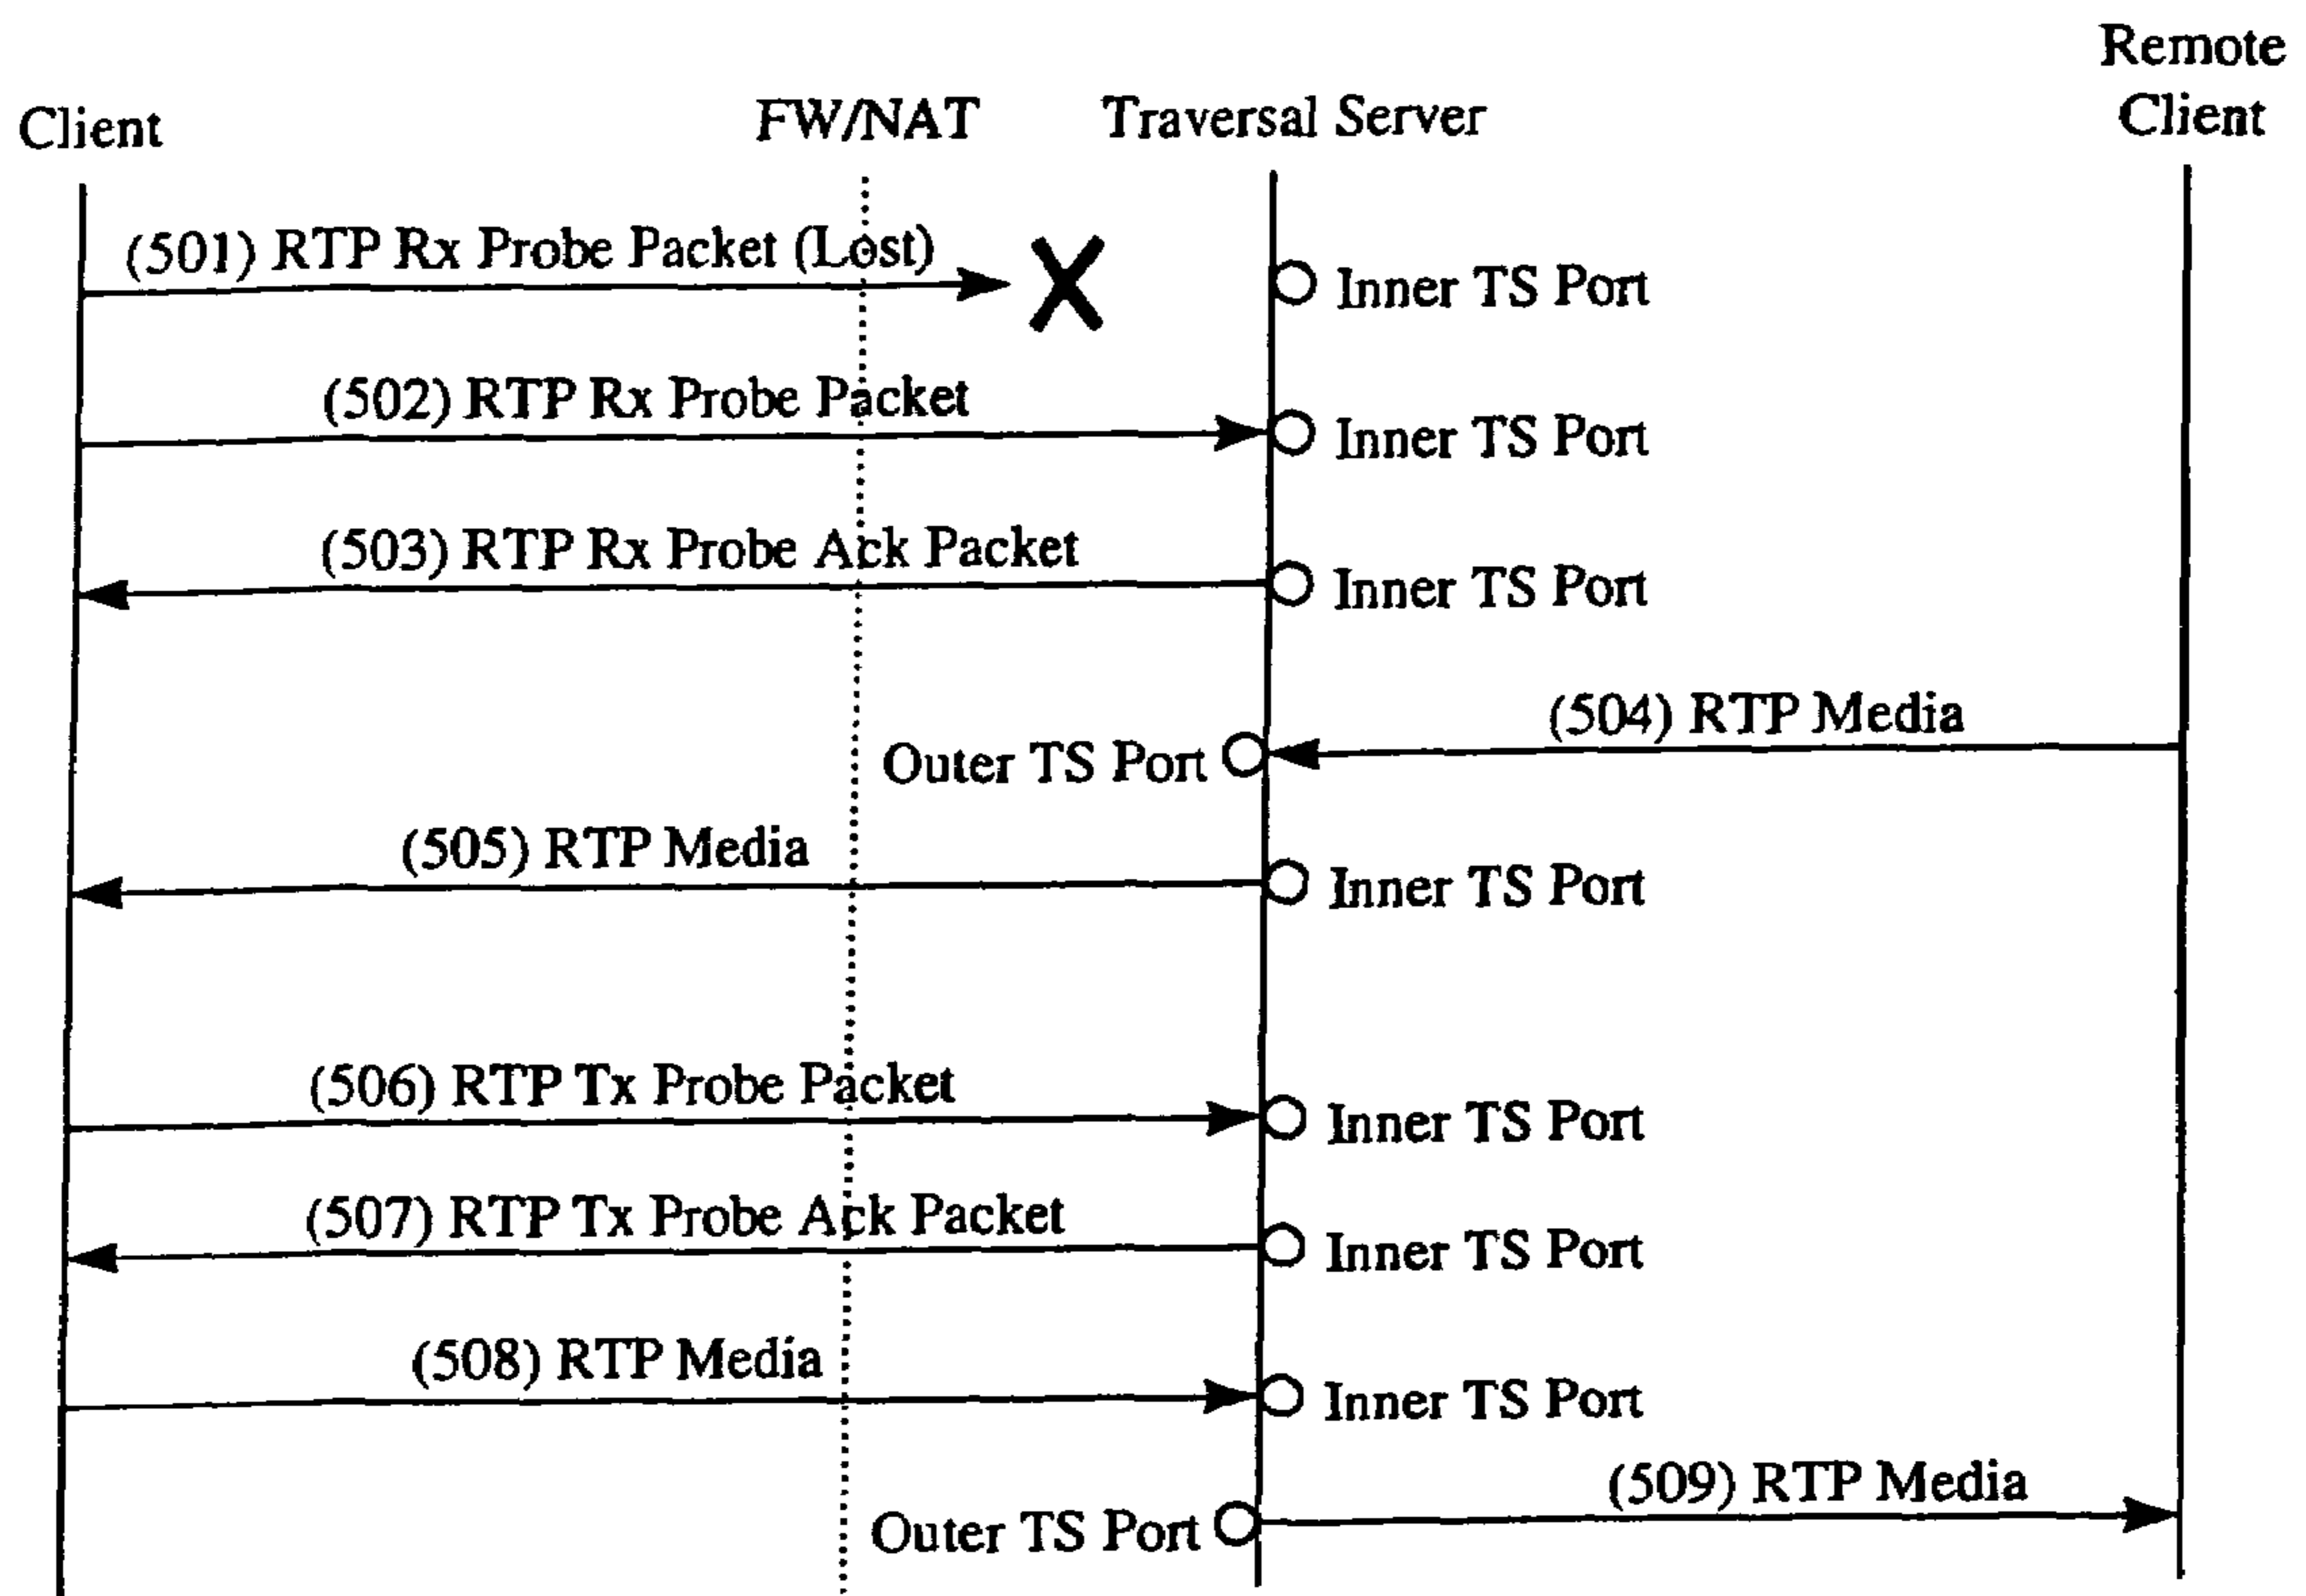 Remote
Client
FW/NAT
Traversal Server
Client
(501) RTP Rx Probe Packet (Lost)
Inner TS Port
(502) RTP Rx Probe Packet
Inner TS Port
(503) RTP Rx Probe Ack Packet
Inner TS Port
(504) RTP Media
Outer TS Port
(505) RTP Media
Inner TS Port
(506) RTP Tx Probe Packet
Inner TS Port
(507) RTP Tx Probe Ack Packet
Inner TS Port
(508) RTP Media
Inner TS Port
(509) RTP Media
Outer TS Port